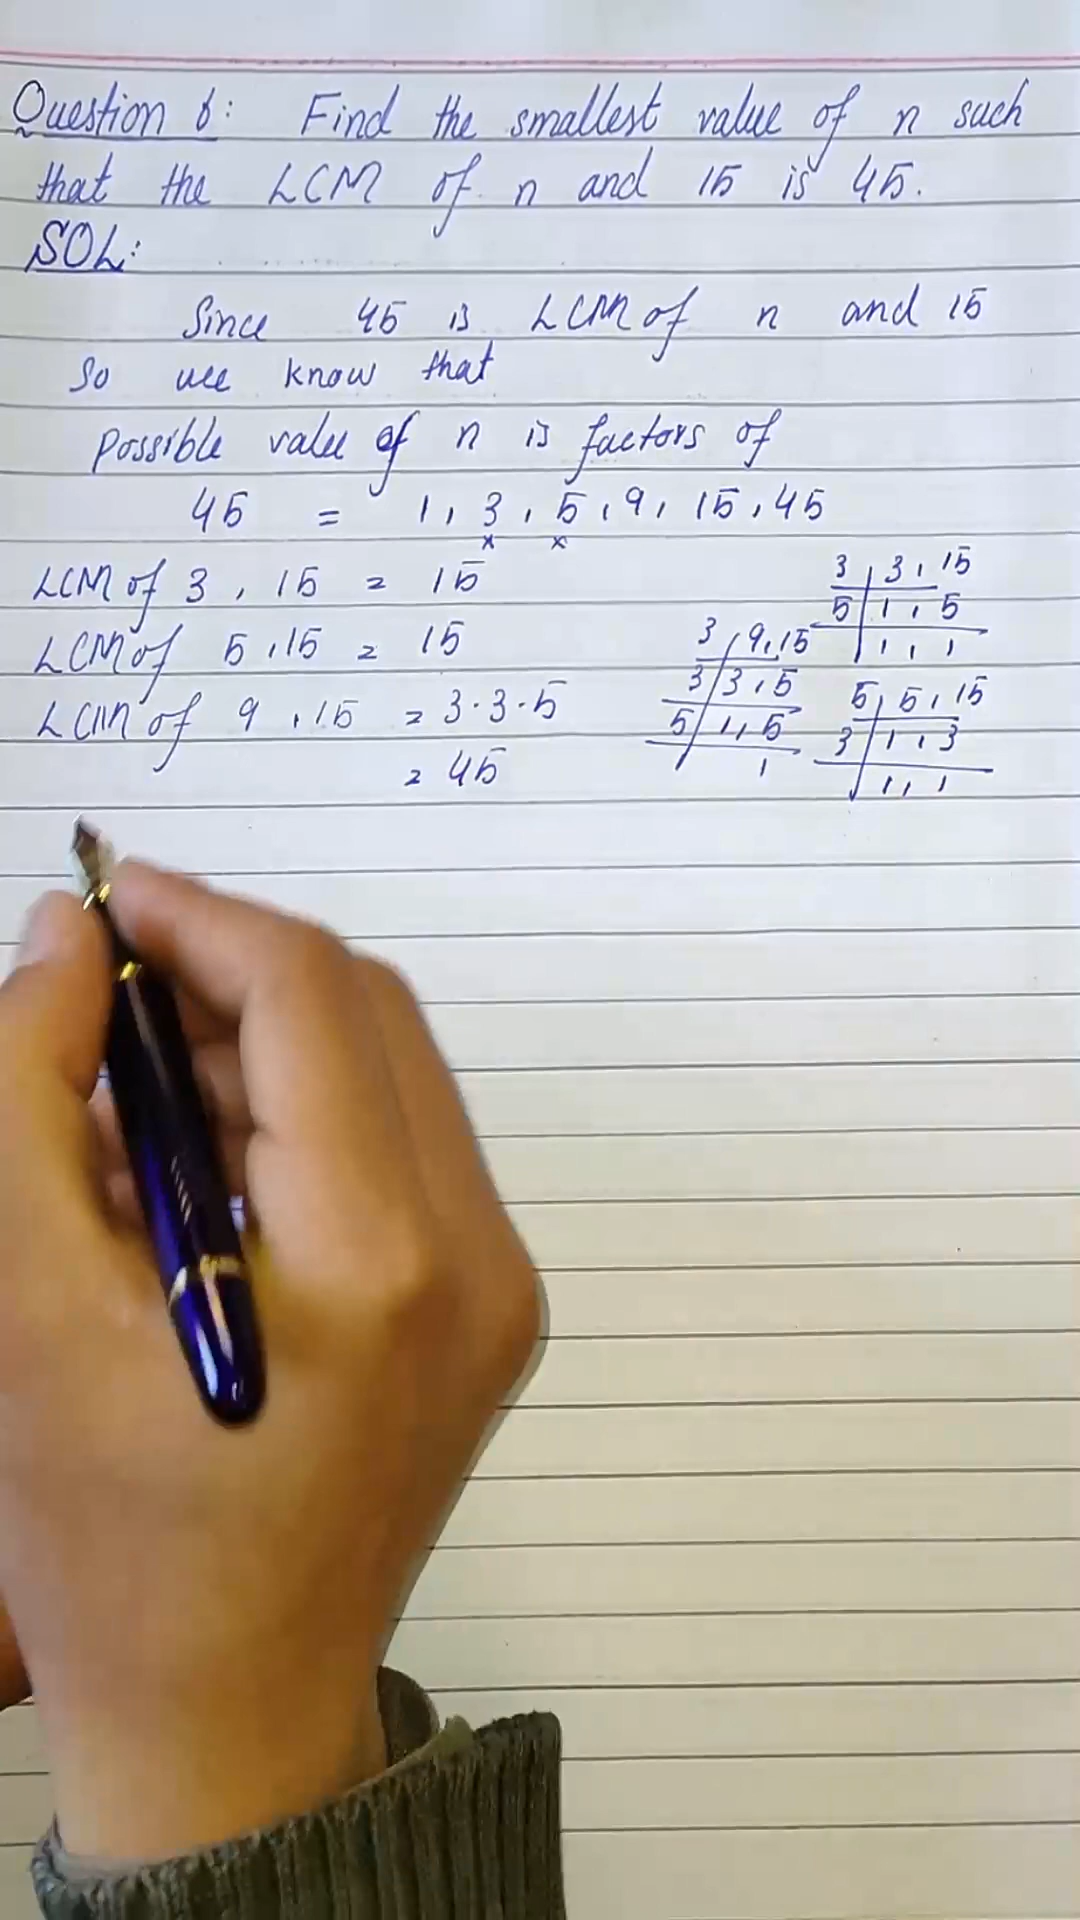 Question 6: Find the smallest value of n such
that the LCM of n and 15 is 45.
SOL:
Since 45 is LCM of n and 15
So we know that
possible value of n is factors of
45 = 1, 3, 5, 9, 15, 45
x x
LCM of 3, 15 = 15
LCM of 5, 15 = 15
LCM of 9, 15 = 3·3·5
= 45
3 | 9, 15
3 | 3, 5
5 | 1, 5
1
3 | 3, 15
5 | 1, 5
1, 1
5 | 5, 15
3 | 1, 3
1, 1